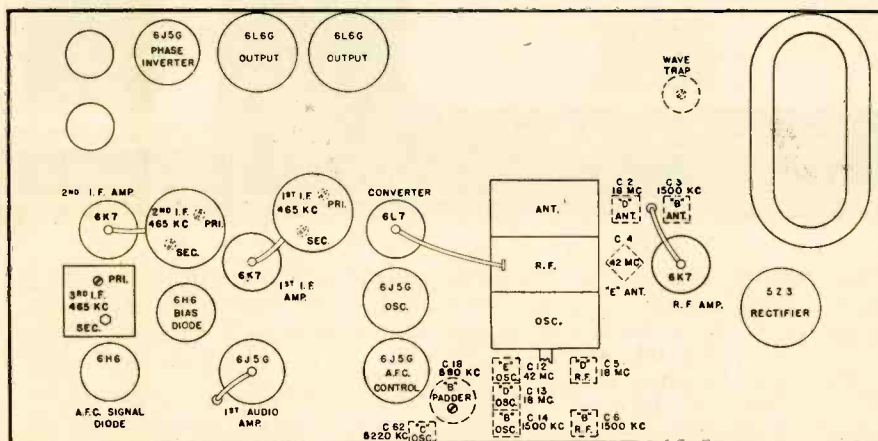 6J5G
PHASE
INVERTER
6L6G
OUTPUT
6L6G
OUTPUT
WAVE
TRAP
2ND I.F. AMP.
6K7
2ND I.F.
465 KC
PRI.
SEC.
1ST I.F.
465 KC
PRI.
SEC.
6K7
1ST I.F.
AMP.
CONVERTER
6L7
ANT.
R.F.
OSC.
C 2
18 MC
"D"
ANT.
C 3
1500 KC
"B"
ANT.
C 4
42 MC
"E" ANT.
6K7
R.F. AMP.
5Z3
RECTIFIER
PRI.
3RD I.F.
465 KC
SEC.
6H6
BIAS
DIODE
6J5G
OSC.
6H6
A.F.C. SIGNAL
DIODE
6J5G
1ST AUDIO
AMP.
6J5G
A.F.C.
CONTROL
C 18
580 KC
"B"
PADDER
C 62
"C"
OSC.
"E"
OSC.
C 12
42 MC
"D"
OSC.
C 13
18 MC.
"B"
OSC.
C 14
1500 KC
"D"
R.F.
C 5
18 MC
"B"
R.F.
C 6
1500 KC